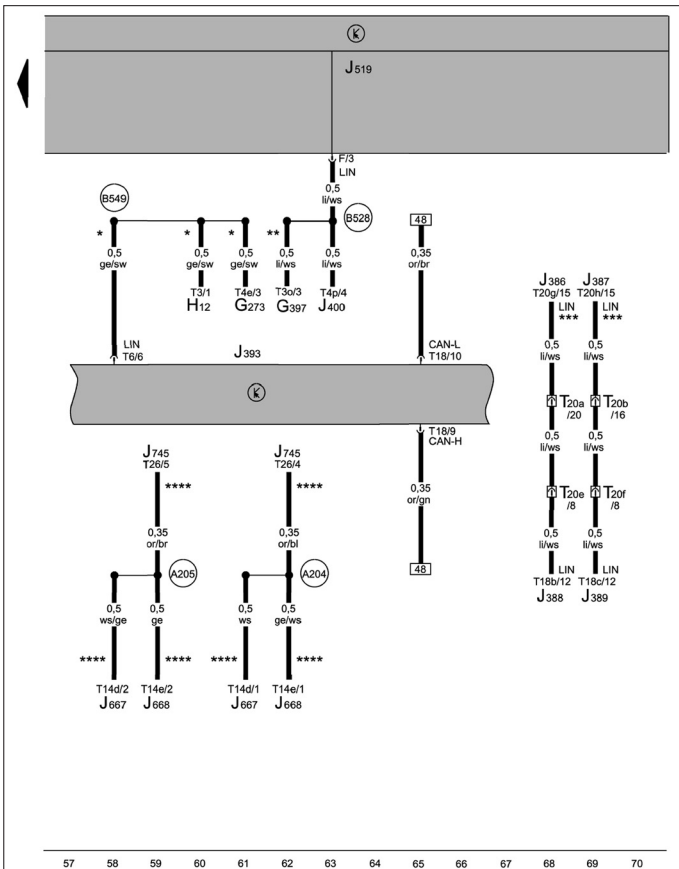 K
J519
F/3
LIN
0,5
li/ws
B549
B528
48
* * * **
0,5 0,5 0,5 0,5 0,5 0,35
ge/sw ge/sw ge/sw li/ws li/ws or/br
T3/1 T4e/3 T3o/3 T4p/4
H12 G273 G397 J400
J386 J387
T20g/15 T20h/15
LIN LIN
*** ***
0,5 0,5
li/ws li/ws
LIN
T6/6
J393
CAN-L
T18/10
K
T20a T20b
/20 /16
T18/9
CAN-H
0,5 0,5
li/ws li/ws
J745 J745
T26/5 T26/4
**** ****
0,35
or/gn
T20e T20f
/8 /8
0,35 0,35
or/br or/bl
0,5 0,5
li/ws li/ws
A205 A204
48
LIN LIN
T18b/12 T18c/12
J388 J389
0,5 0,5 0,5 0,5
ws/ge ge ws ge/ws
**** **** **** ****
T14d/2 T14e/2 T14d/1 T14e/1
J667 J668 J667 J668
57 58 59 60 61 62 63 64 65 66 67 68 69 70